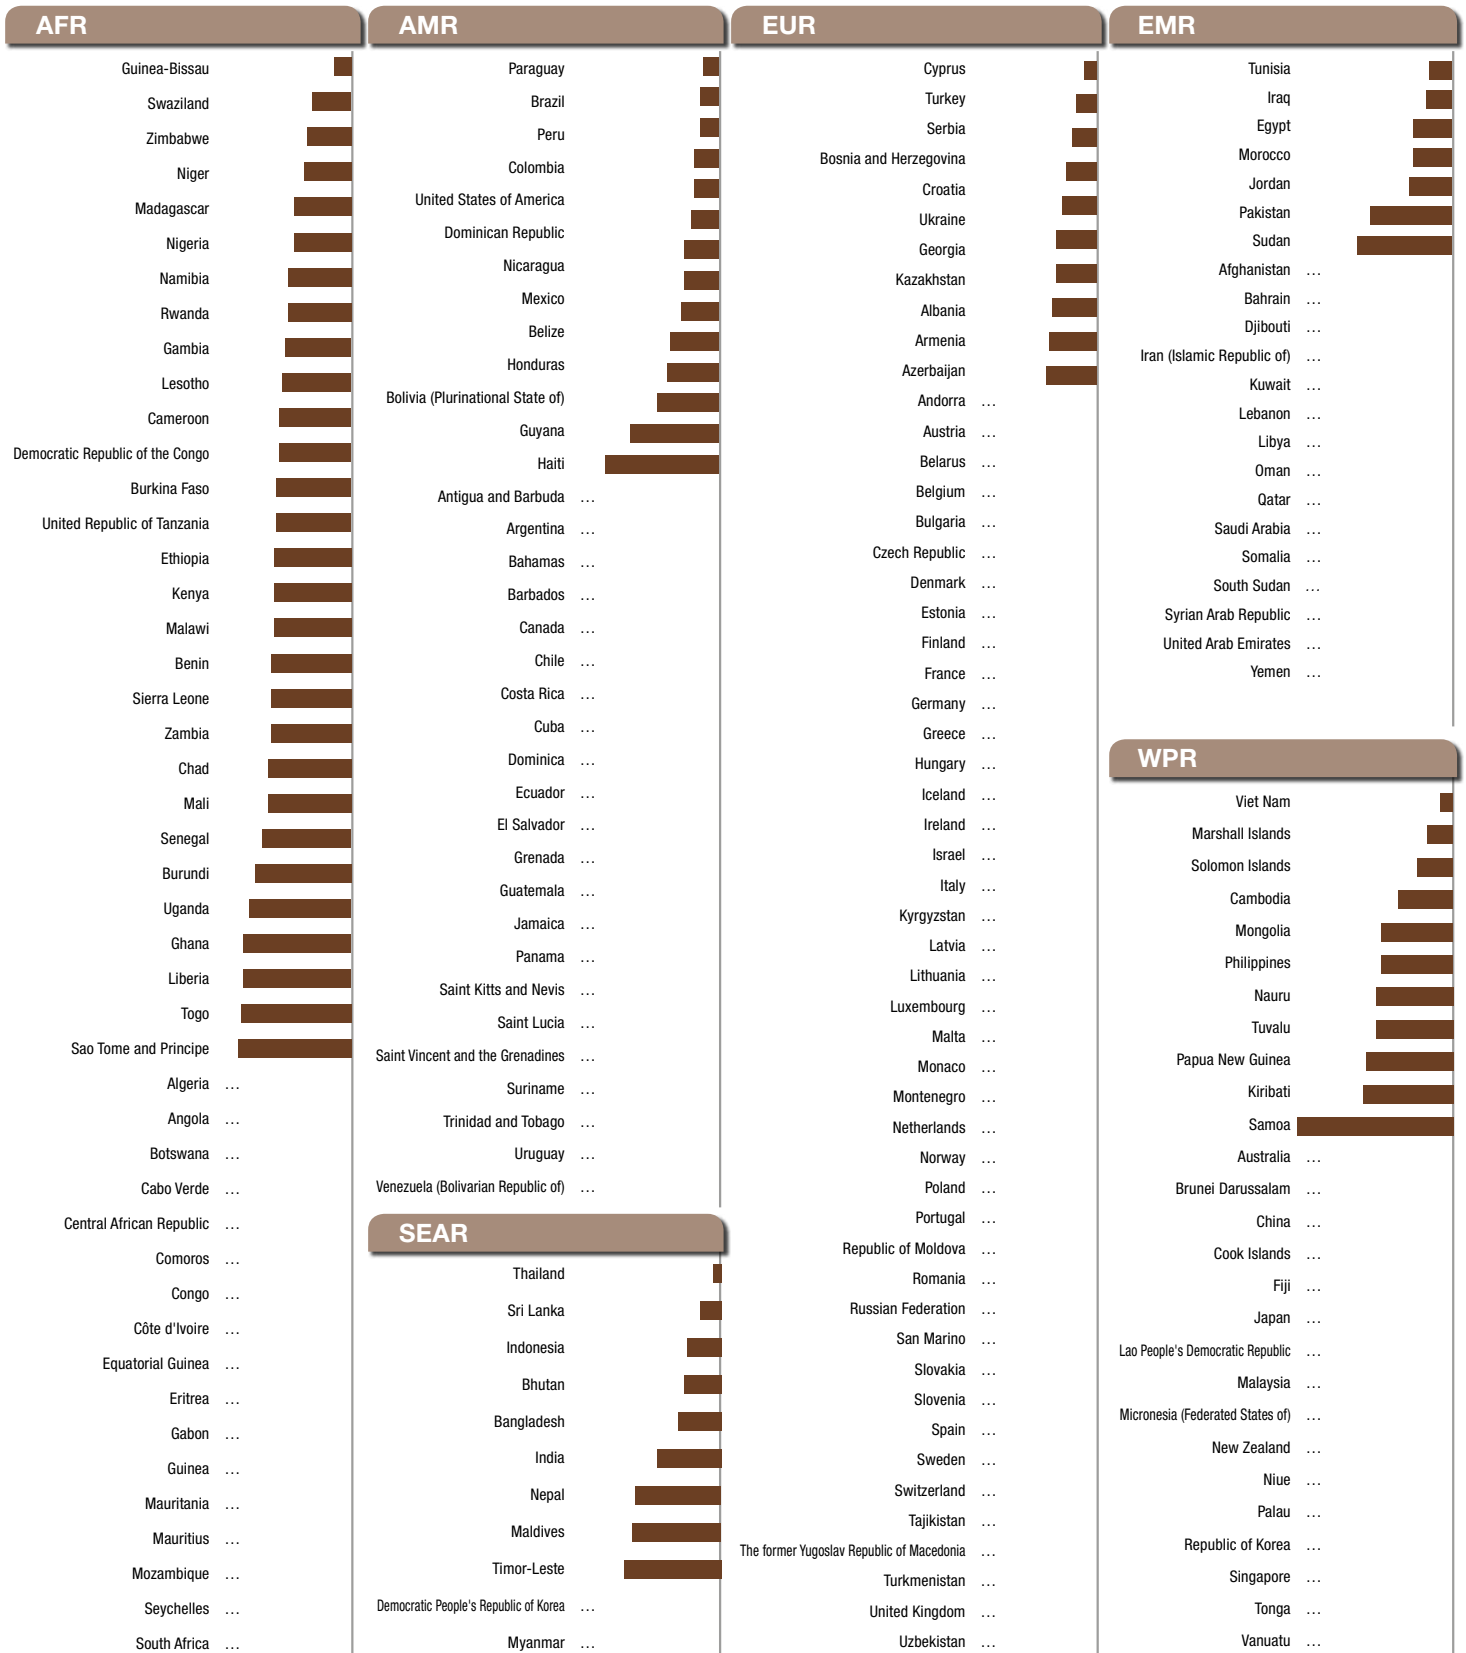 AFR
Guinea-Bissau
Swaziland
Zimbabwe
Niger
Madagascar
Nigeria
Namibia
Rwanda
Gambia
Lesotho
Cameroon
Democratic Republic of the Congo
Burkina Faso
United Republic of Tanzania
Ethiopia
Kenya
Malawi
Benin
Sierra Leone
Zambia
Chad
Mali
Senegal
Burundi
Uganda
Ghana
Liberia
Togo
Sao Tome and Principe
Algeria ...
Angola ...
Botswana ...
Cabo Verde ...
Central African Republic ...
Comoros ...
Congo ...
Côte d'Ivoire ...
Equatorial Guinea ...
Eritrea ...
Gabon ...
Guinea ...
Mauritania ...
Mauritius ...
Mozambique ...
Seychelles ...
South Africa ...
AMR
Paraguay
Brazil
Peru
Colombia
United States of America
Dominican Republic
Nicaragua
Mexico
Belize
Honduras
Bolivia (Plurinational State of)
Guyana
Haiti
Antigua and Barbuda ...
Argentina ...
Bahamas ...
Barbados ...
Canada ...
Chile ...
Costa Rica ...
Cuba ...
Dominica ...
Ecuador ...
El Salvador ...
Grenada ...
Guatemala ...
Jamaica ...
Panama ...
Saint Kitts and Nevis ...
Saint Lucia ...
Saint Vincent and the Grenadines ...
Suriname ...
Trinidad and Tobago ...
Uruguay ...
Venezuela (Bolivarian Republic of) ...
SEAR
Thailand
Sri Lanka
Indonesia
Bhutan
Bangladesh
India
Nepal
Maldives
Timor-Leste
Democratic People's Republic of Korea ...
Myanmar ...
EUR
Cyprus
Turkey
Serbia
Bosnia and Herzegovina
Croatia
Ukraine
Georgia
Kazakhstan
Albania
Armenia
Azerbaijan
Andorra ...
Austria ...
Belarus ...
Belgium ...
Bulgaria ...
Czech Republic ...
Denmark ...
Estonia ...
Finland ...
France ...
Germany ...
Greece ...
Hungary ...
Iceland ...
Ireland ...
Israel ...
Italy ...
Kyrgyzstan ...
Latvia ...
Lithuania ...
Luxembourg ...
Malta ...
Monaco ...
Montenegro ...
Netherlands ...
Norway ...
Poland ...
Portugal ...
Republic of Moldova ...
Romania ...
Russian Federation ...
San Marino ...
Slovakia ...
Slovenia ...
Spain ...
Sweden ...
Switzerland ...
Tajikistan ...
The former Yugoslav Republic of Macedonia ...
Turkmenistan ...
United Kingdom ...
Uzbekistan ...
EMR
Tunisia
Iraq
Egypt
Morocco
Jordan
Pakistan
Sudan
Afghanistan ...
Bahrain ...
Djibouti ...
Iran (Islamic Republic of) ...
Kuwait ...
Lebanon ...
Libya ...
Oman ...
Qatar ...
Saudi Arabia ...
Somalia ...
South Sudan ...
Syrian Arab Republic ...
United Arab Emirates ...
Yemen ...
WPR
Viet Nam
Marshall Islands
Solomon Islands
Cambodia
Mongolia
Philippines
Nauru
Tuvalu
Papua New Guinea
Kiribati
Samoa
Australia ...
Brunei Darussalam ...
China ...
Cook Islands ...
Fiji ...
Japan ...
Lao People's Democratic Republic ...
Malaysia ...
Micronesia (Federated States of) ...
New Zealand ...
Niue ...
Palau ...
Republic of Korea ...
Singapore ...
Tonga ...
Vanuatu ...